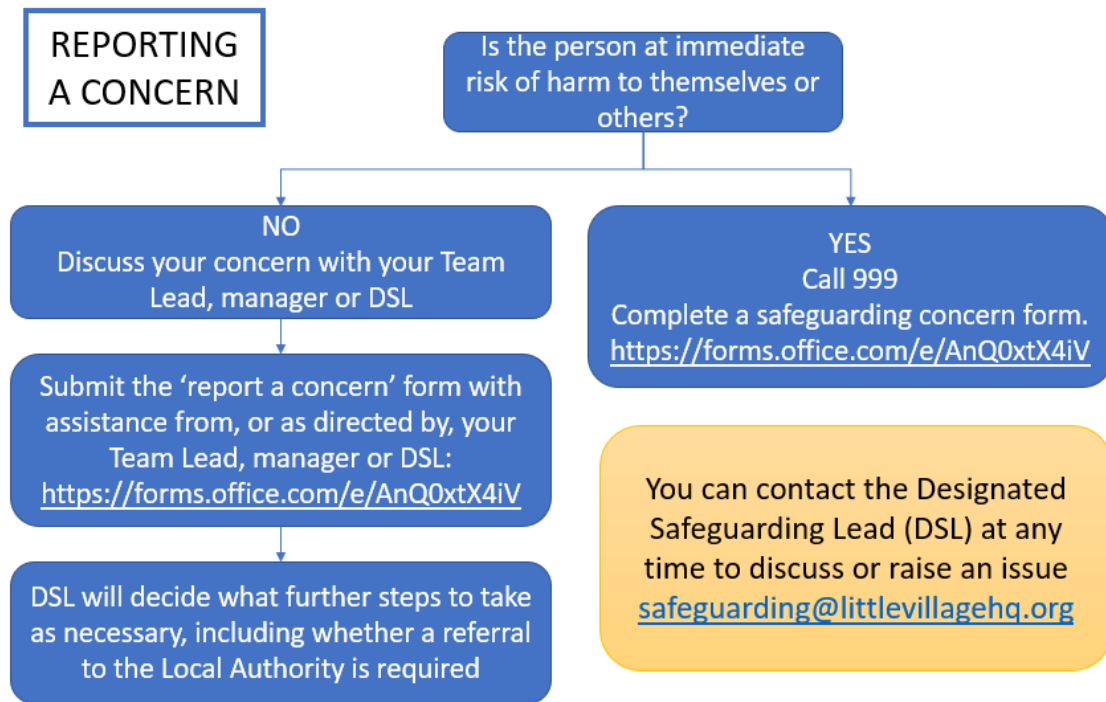 REPORTING
A CONCERN
Is the person at immediate
risk of harm to themselves or
others?
NO
Discuss your concern with your Team
Lead, manager or DSL
Submit the ‘report a concern’ form with
assistance from, or as directed by, your
Team Lead, manager or DSL:
https://forms.office.com/e/AnQ0xtX4iV
DSL will decide what further steps to take
as necessary, including whether a referral
to the Local Authority is required
YES
Call 999
Complete a safeguarding concern form.
https://forms.office.com/e/AnQ0xtX4iV
You can contact the Designated
Safeguarding Lead (DSL) at any
time to discuss or raise an issue
safeguarding@littlevillagehq.org